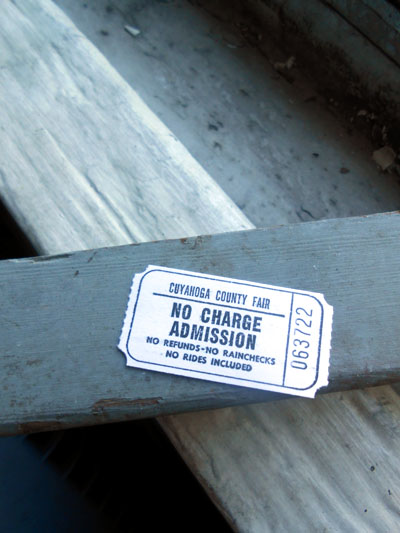 CUYAHOGA COUNTY FAIR
NO CHARGE
ADMISSION
NO REFUNDS-NO RAINCHECKS
NO RIDES INCLUDED
063722